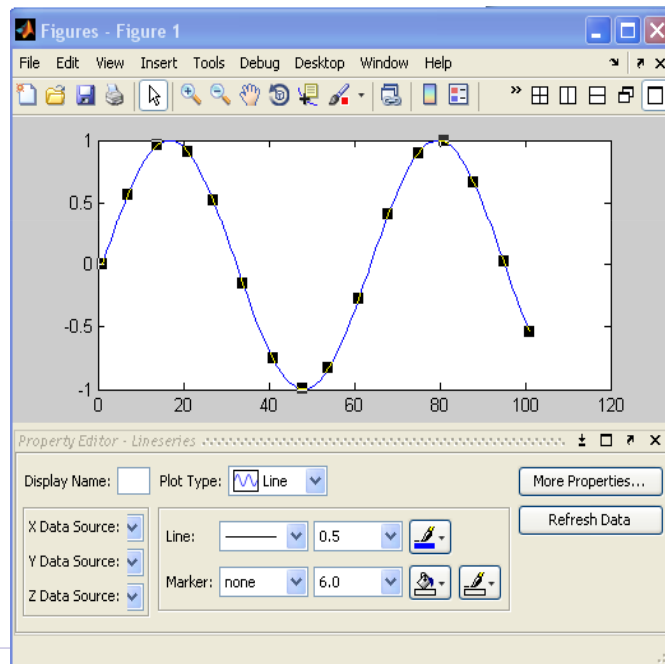 Figures - Figure 1
File Edit View Insert Tools Debug Desktop Window Help
»
1
0.5
0
-0.5
-1
0 20 40 60 80 100 120
Property Editor - Lineseries
Display Name: Plot Type: Line More Properties...
X Data Source: Line: 0.5 Refresh Data
Y Data Source: Marker: none 6.0
Z Data Source: